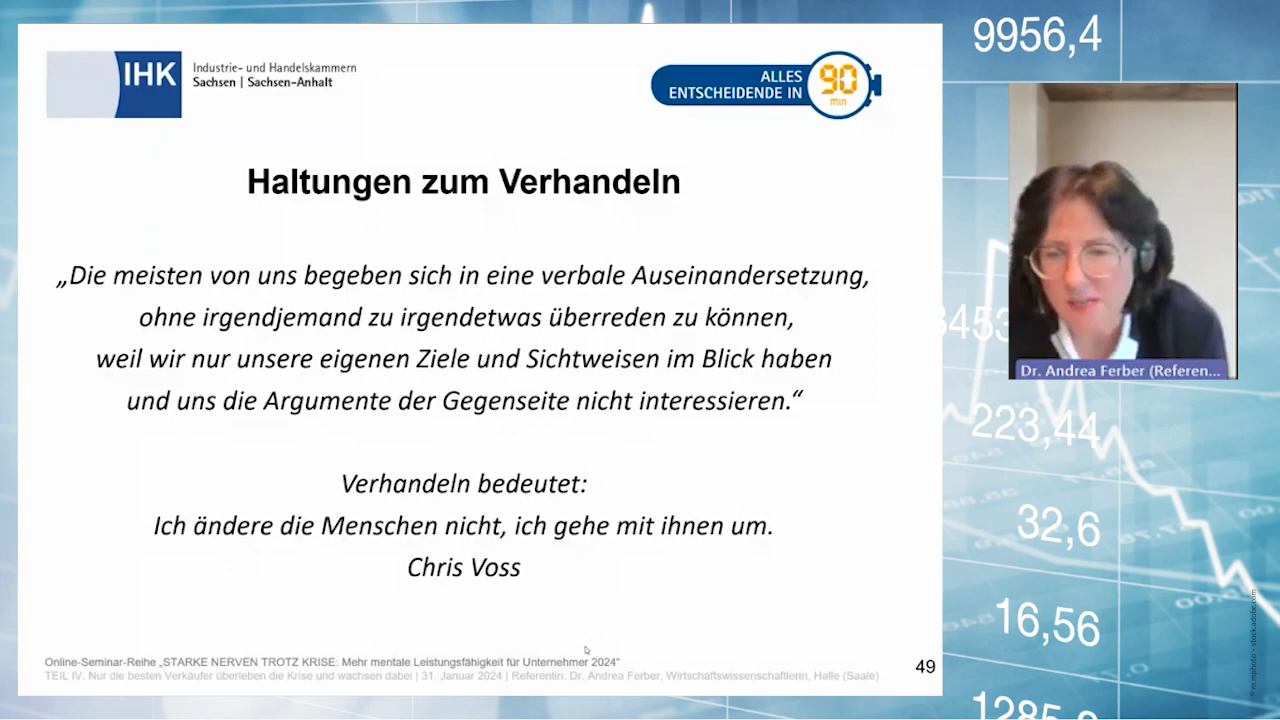 IHK
Industrie- und Handelskammern
Sachsen | Sachsen-Anhalt
ALLES
ENTSCHEIDENDE IN
90
min
Haltungen zum Verhandeln
„Die meisten von uns begeben sich in eine verbale Auseinandersetzung,
ohne irgendjemand zu irgendetwas überreden zu können,
weil wir nur unsere eigenen Ziele und Sichtweisen im Blick haben
und uns die Argumente der Gegenseite nicht interessieren.“
Verhandeln bedeutet:
Ich ändere die Menschen nicht, ich gehe mit ihnen um.
Chris Voss
Online-Seminar-Reihe „STARKE NERVEN TROTZ KRISE: Mehr mentale Leistungsfähigkeit für Unternehmer 2024“
TEIL IV: Nur die besten Verkäufer überleben die Krise und wachsen dabei | 31. Januar 2024 | Referentin: Dr. Andrea Ferber, Wirtschaftswissenschaftlerin, Halle (Saale)
49
9956,4
Dr. Andrea Ferber (Referen...
223,44
32,6
16,56